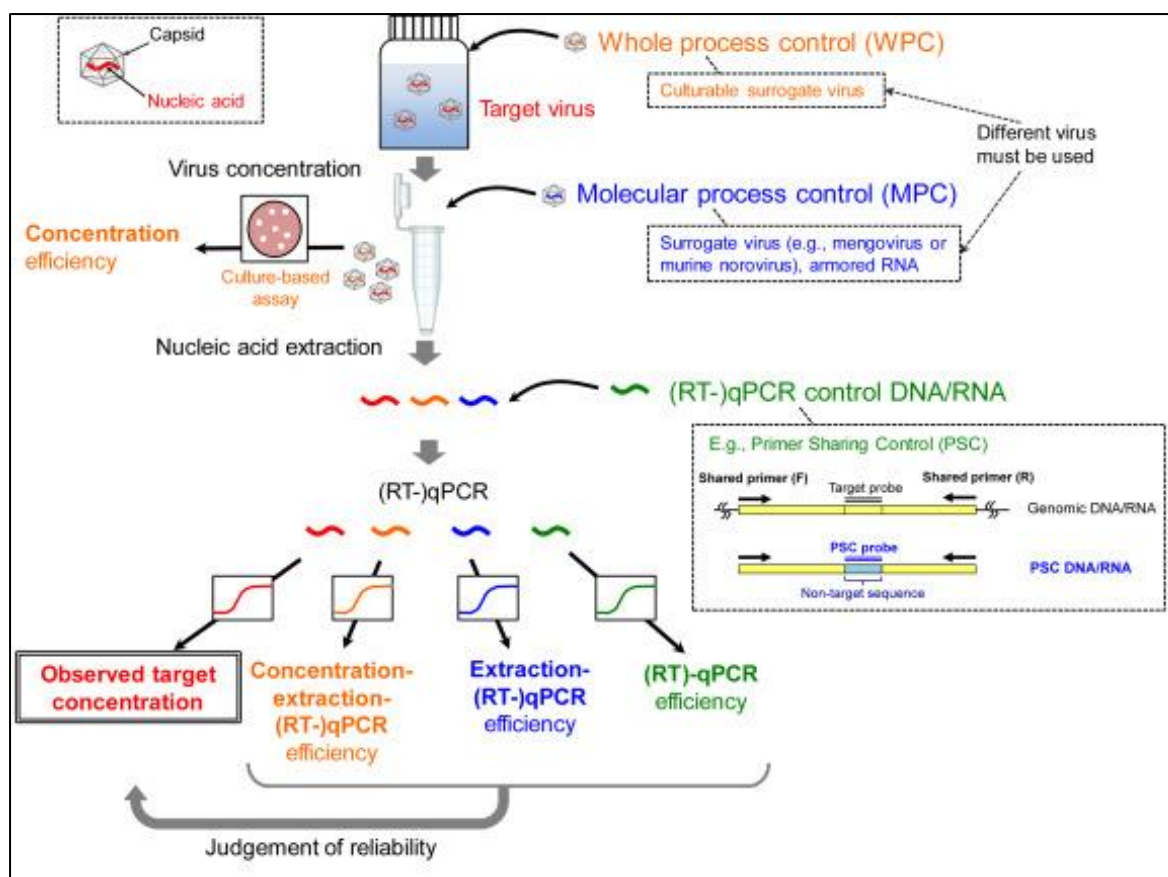 Capsid
Nucleic acid
Whole process control (WPC)
Culturable surrogate virus
Target virus
Different virus
must be used
Virus concentration
Molecular process control (MPC)
Surrogate virus (e.g., mengovirus or
murine norovirus), armored RNA
Concentration
efficiency
Culture-based
assay
Nucleic acid extraction
(RT-)qPCR control DNA/RNA
E.g., Primer Sharing Control (PSC)
Shared primer (F)
Shared primer (R)
Target probe
Genomic DNA/RNA
PSC probe
PSC DNA/RNA
Non-target sequence
(RT-)qPCR
Observed target
concentration
Concentration-
extraction-
(RT-)qPCR
efficiency
Extraction-
(RT-)qPCR
efficiency
(RT)-qPCR
efficiency
Judgement of reliability